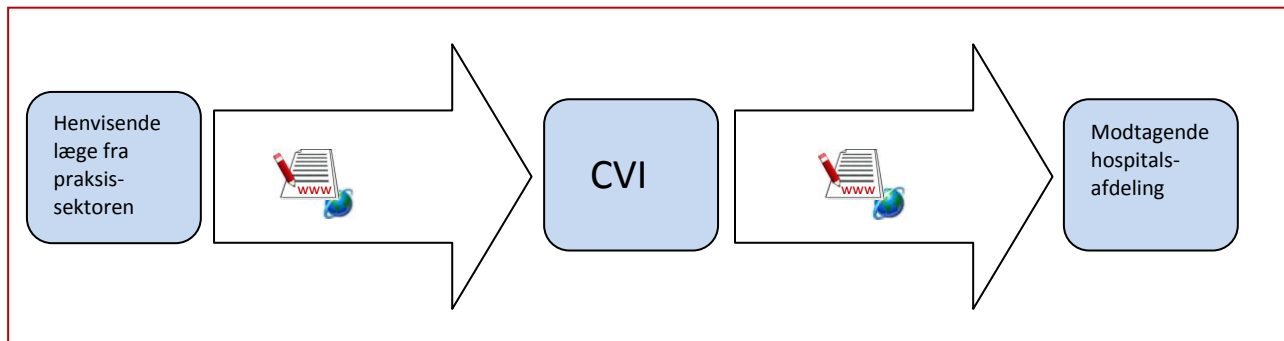 Henvisende
læge fra
praksis-
sektoren
www
CVI
www
Modtagende
hospitals-
afdeling